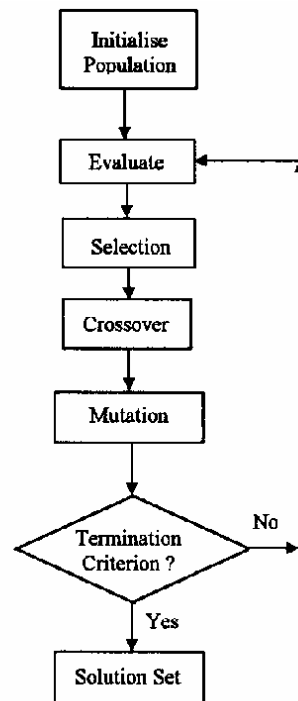 Initialise
Population
Evaluate
Selection
Crossover
Mutation
Termination
Criterion ?
No
Yes
Solution Set